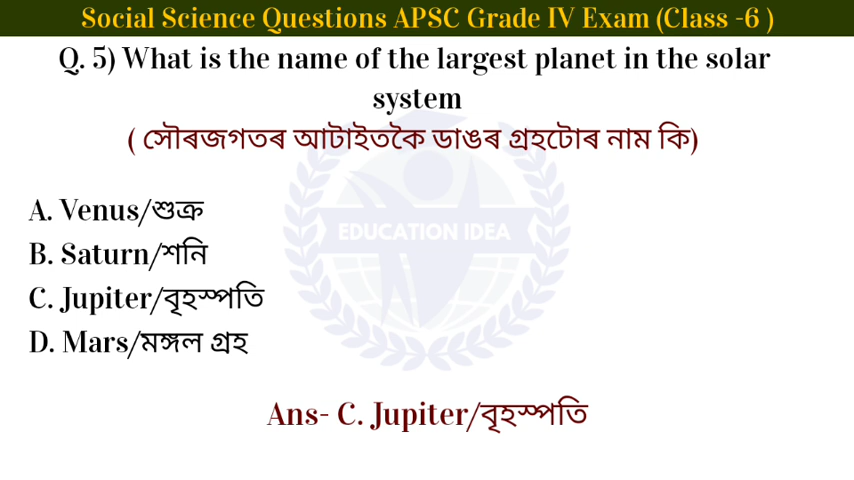 Social Science Questions APSC Grade IV Exam (Class -6 )
Q. 5) What is the name of the largest planet in the solar
system
( সৌৰজগতৰ আটাইতকৈ ডাঙৰ গ্ৰহটোৰ নাম কি)
EDUCATION IDEA
A. Venus/শুক্ৰ
B. Saturn/শনি
C. Jupiter/বৃহস্পতি
D. Mars/মঙ্গল গ্ৰহ
Ans- C. Jupiter/বৃহস্পতি